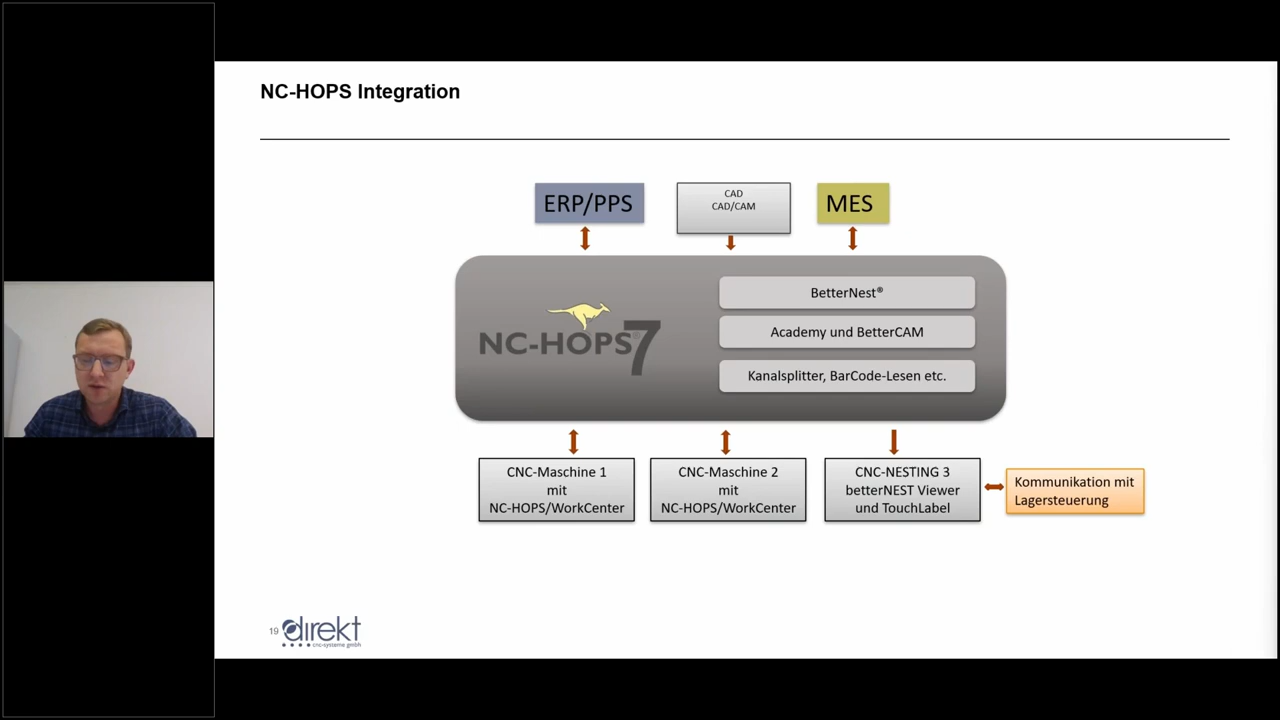 NC-HOPS Integration
ERP/PPS
CAD
CAD/CAM
MES
NC-HOPS 7
BetterNest®
Academy und BetterCAM
Kanalsplitter, BarCode-Lesen etc.
CNC-Maschine 1
mit
NC-HOPS/WorkCenter
CNC-Maschine 2
mit
NC-HOPS/WorkCenter
CNC-NESTING 3
betterNEST Viewer
und TouchLabel
Kommunikation mit
Lagersteuerung
19
direkt
cnc-systeme gmbh